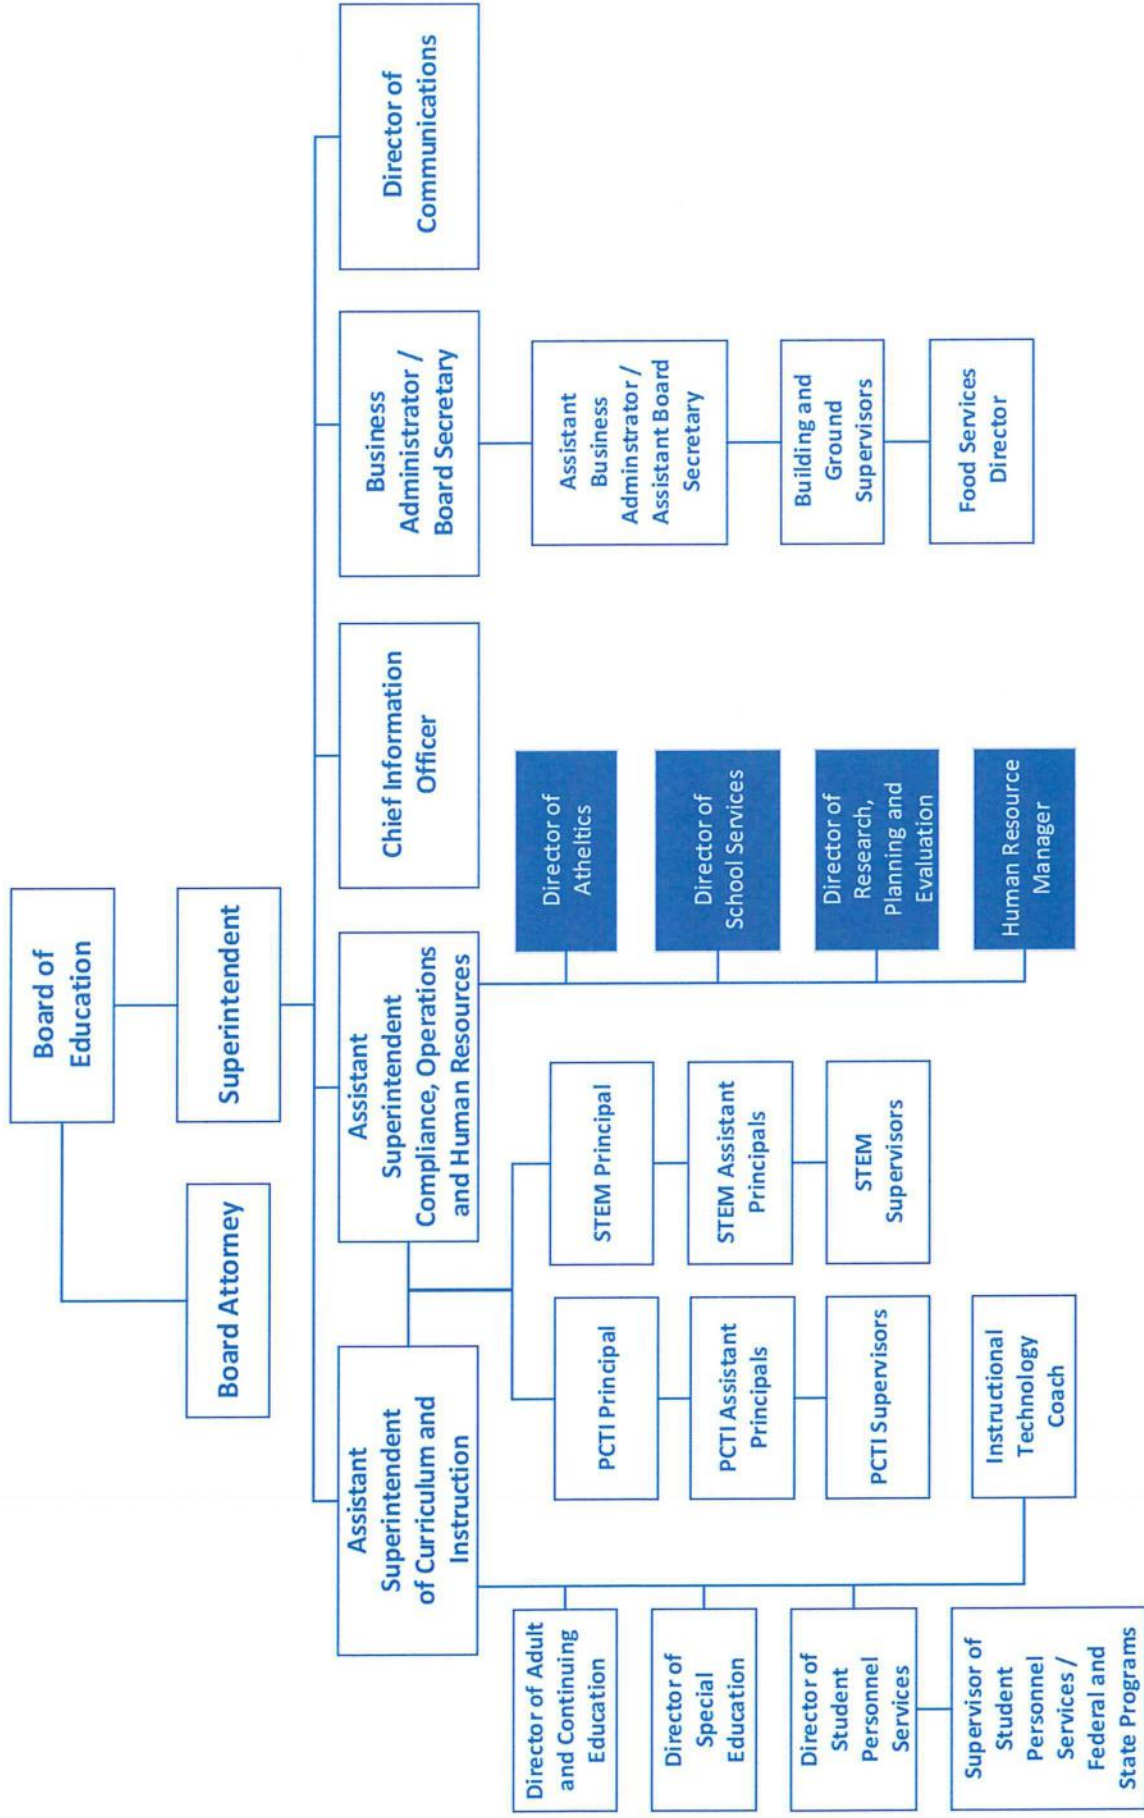 Board of
Education
Board Attorney
Superintendent
Assistant
Superintendent
of Curriculum and
Instruction
Assistant
Superintendent
Compliance, Operations
and Human Resources
Chief Information
Officer
Business
Administrator /
Board Secretary
Director of
Communications
Director of Adult
and Continuing
Education
Director of
Special
Education
Director of
Student
Personnel
Services
Supervisor of
Student
Personnel
Services /
Federal and
State Programs
Instructional
Technology
Coach
PCTI Principal
PCTI Assistant
Principals
PCTI Supervisors
STEM Principal
STEM Assistant
Principals
STEM
Supervisors
Director of
Atheltics
Director of
School Services
Director of
Research,
Planning and
Evaluation
Human Resource
Manager
Assistant
Business
Adminstrator /
Assistant Board
Secretary
Building and
Ground
Supervisors
Food Services
Director